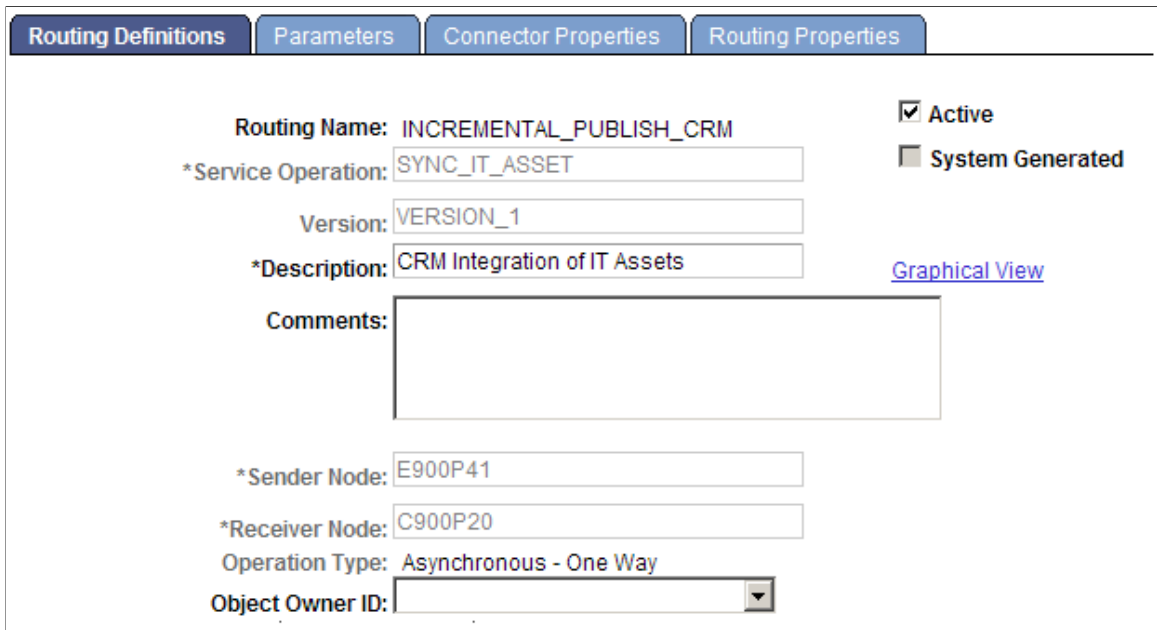 Routing Definitions Parameters Connector Properties Routing Properties
Routing Name: INCREMENTAL_PUBLISH_CRM Active
*Service Operation: SYNC_IT_ASSET System Generated
Version: VERSION_1
*Description: CRM Integration of IT Assets Graphical View
Comments:
*Sender Node: E900P41
*Receiver Node: C900P20
Operation Type: Asynchronous - One Way
Object Owner ID: